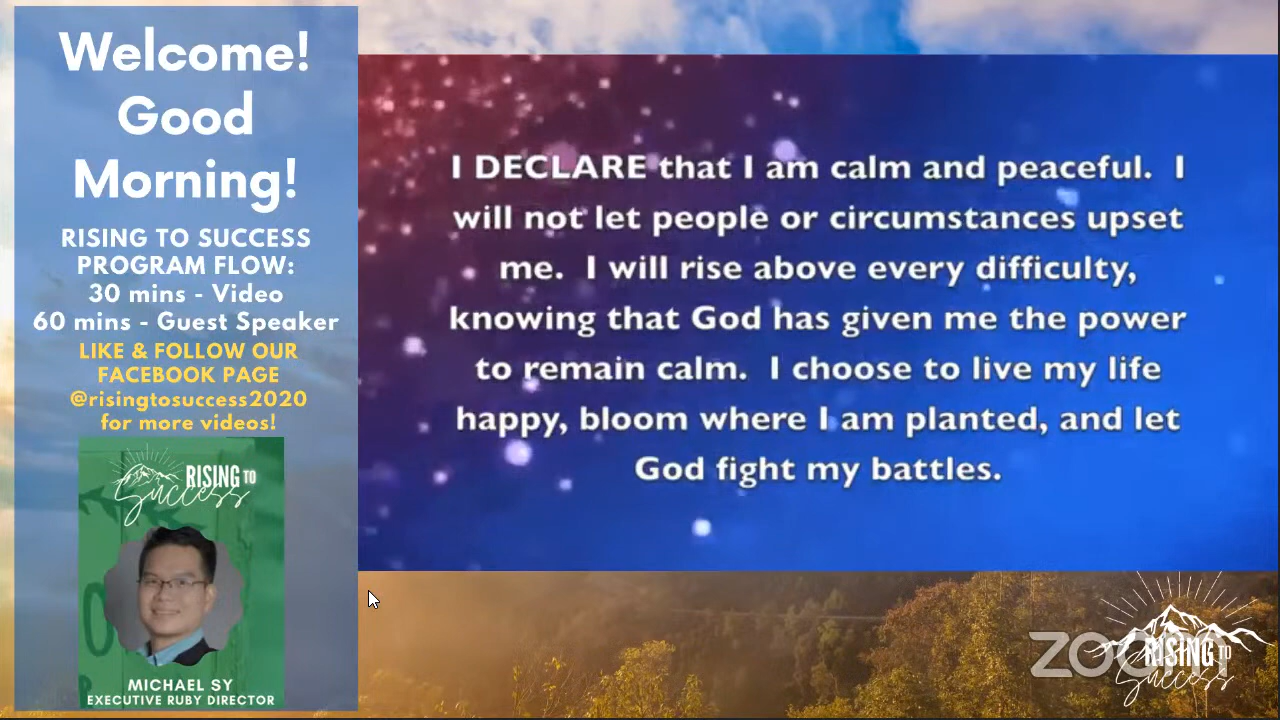 Welcome!
Good
Morning!
RISING TO SUCCESS
PROGRAM FLOW:
30 mins - Video
60 mins - Guest Speaker
LIKE & FOLLOW OUR
FACEBOOK PAGE
@risingtosuccess2020
for more videos!
RISING TO
Success
MICHAEL SY
EXECUTIVE RUBY DIRECTOR
I DECLARE that I am calm and peaceful. I
will not let people or circumstances upset
me. I will rise above every difficulty,
knowing that God has given me the power
to remain calm. I choose to live my life
happy, bloom where I am planted, and let
God fight my battles.
zoom
RISING TO
Success